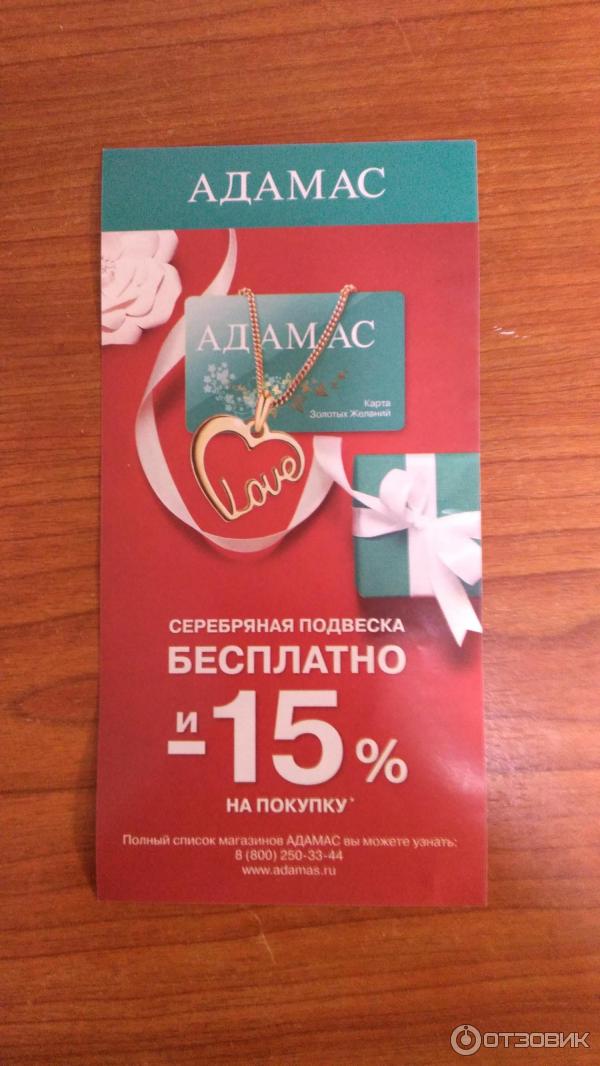 АДАМАС
АДАМАС
Карта
Золотых Желаний
Love
СЕРЕБРЯНАЯ ПОДВЕСКА
БЕСПЛАТНО
и
-15%
НА ПОКУПКУ*
Полный список магазинов АДАМАС вы можете узнать:
8 (800) 250-33-44
www.adamas.ru
ОТЗОВИК